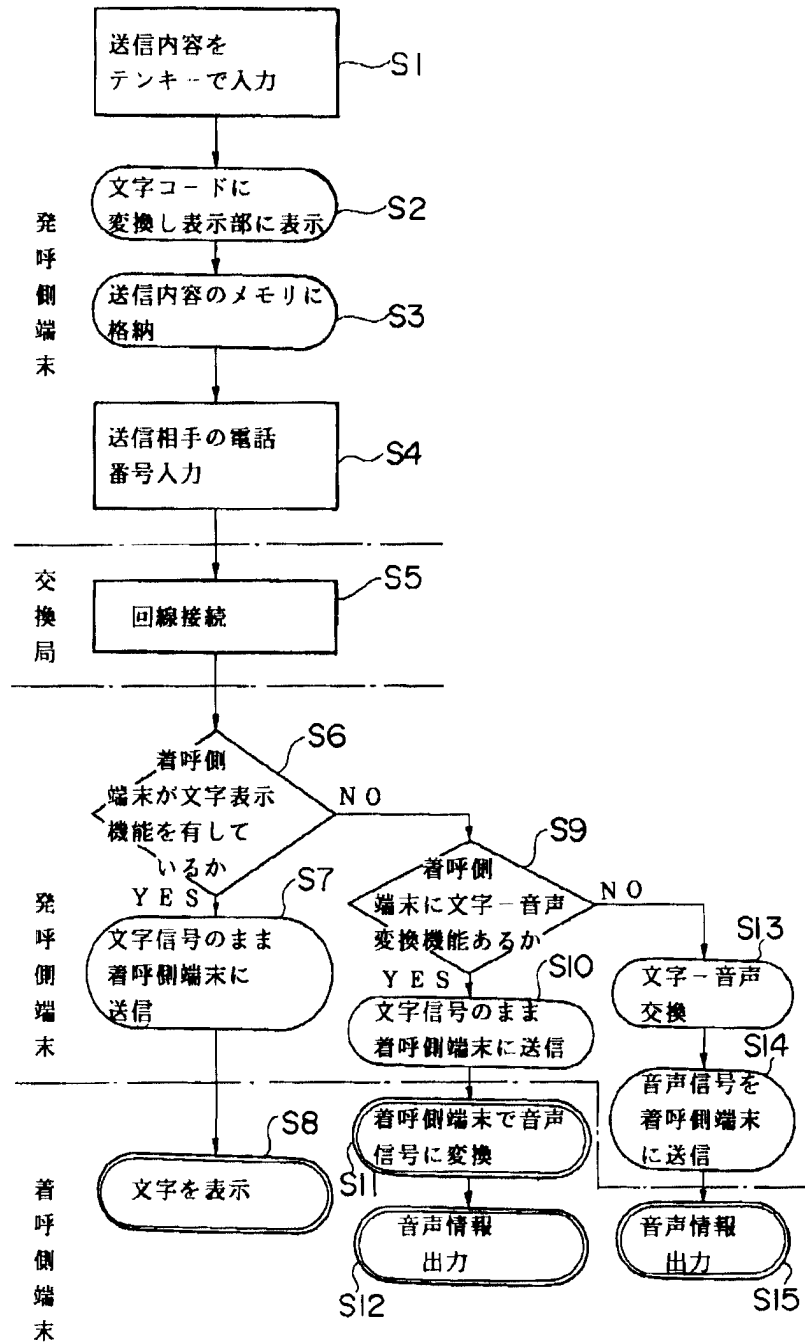 送信内容を
テンキーで入力
S1
文字コードに
変換し表示部に表示
S2
送信内容のメモリに
格納
S3
送信相手の電話
番号入力
S4
発呼側端末
交換局
回線接続
S5
着呼側
端末が文字表示
機能を有して
いるか
S6
NO
YES
文字信号のまま
着呼側端末に
送信
S7
着呼側
端末に文字-音声
変換機能あるか
S9
NO
YES
文字信号のまま
着呼側端末に送信
S10
文字-音声
交換
S13
音声信号を
着呼側端末
に送信
S14
発呼側端末
文字を表示
S8
着呼側端末で音声
信号に変換
S11
音声情報
出力
S12
音声情報
出力
S15
着呼側端末